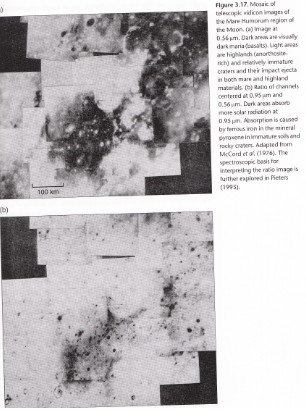 a)
Figure 3.17. Mosaic of
telescopic vidicon images of
the Mare Humorum region of
the Moon. (a) Image at
0.56 μm. Dark areas are visually
dark maria (basalts). Light areas
are highlands (anorthosite-
rich) and relatively immature
craters and their impact ejecta
in both mare and highland
materials. (b) Ratio of channels
centered at 0.95 μm and
0.56 μm. Dark areas absorb
more solar radiation at
0.95 μm. Absorption is caused
by ferrous iron in the mineral
pyroxene in immature soils and
rocky craters. Adapted from
McCord et al. (1976). The
spectroscopic basis for
interpreting the ratio image is
further explored in Pieters
(1993).
100 km
(b)